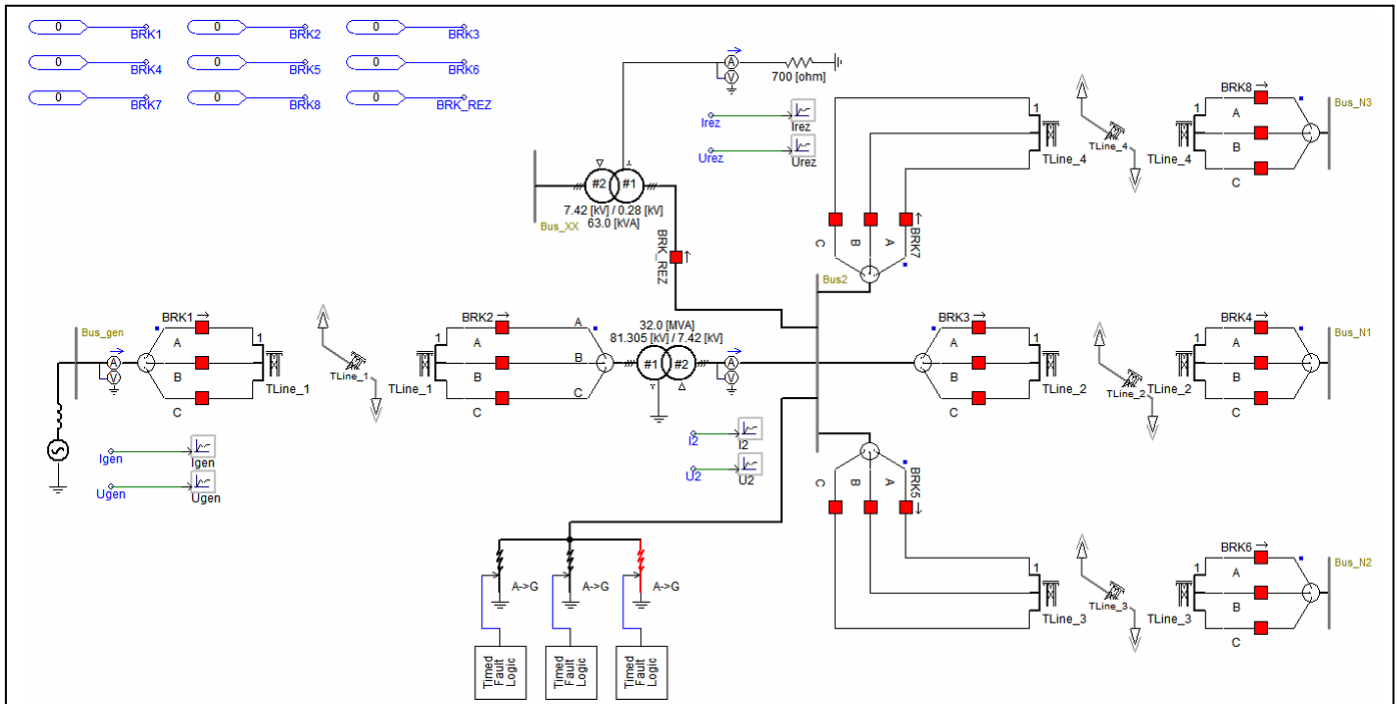 0 BRK1 0 BRK2 0 BRK3
0 BRK4 0 BRK5 0 BRK6
0 BRK7 0 BRK8 0 BRK_REZ
A
V
700 [ohm]
Irez Irez
Urez Urez
#2 #1
7.42 [kV] / 0.28 [kV]
63.0 [kVA]
Bus_XX
BRK_REZ
1
TLine_4
C B A
BRK7
TLine_4
BRK8
1
A
B
C
TLine_4
Bus_N3
Bus_gen
A
V
BRK1
A
B
C
1
TLine_1
TLine_1
BRK2
1
A
B
C
TLine_1
A
B
C
32.0 [MVA]
81.305 [kV] / 7.42 [kV]
#1 #2
A
V
Bus2
BRK3
A
B
C
1
TLine_2
TLine_2
BRK4
1
A
B
C
TLine_2
Bus_N1
S
Igen Igen
Ugen Ugen
I2 I2
U2 U2
C B A
BRK5
1
TLine_3
TLine_3
BRK6
1
A
B
C
TLine_3
Bus_N2
A->G A->G A->G
Timed
Fault
Logic
Timed
Fault
Logic
Timed
Fault
Logic